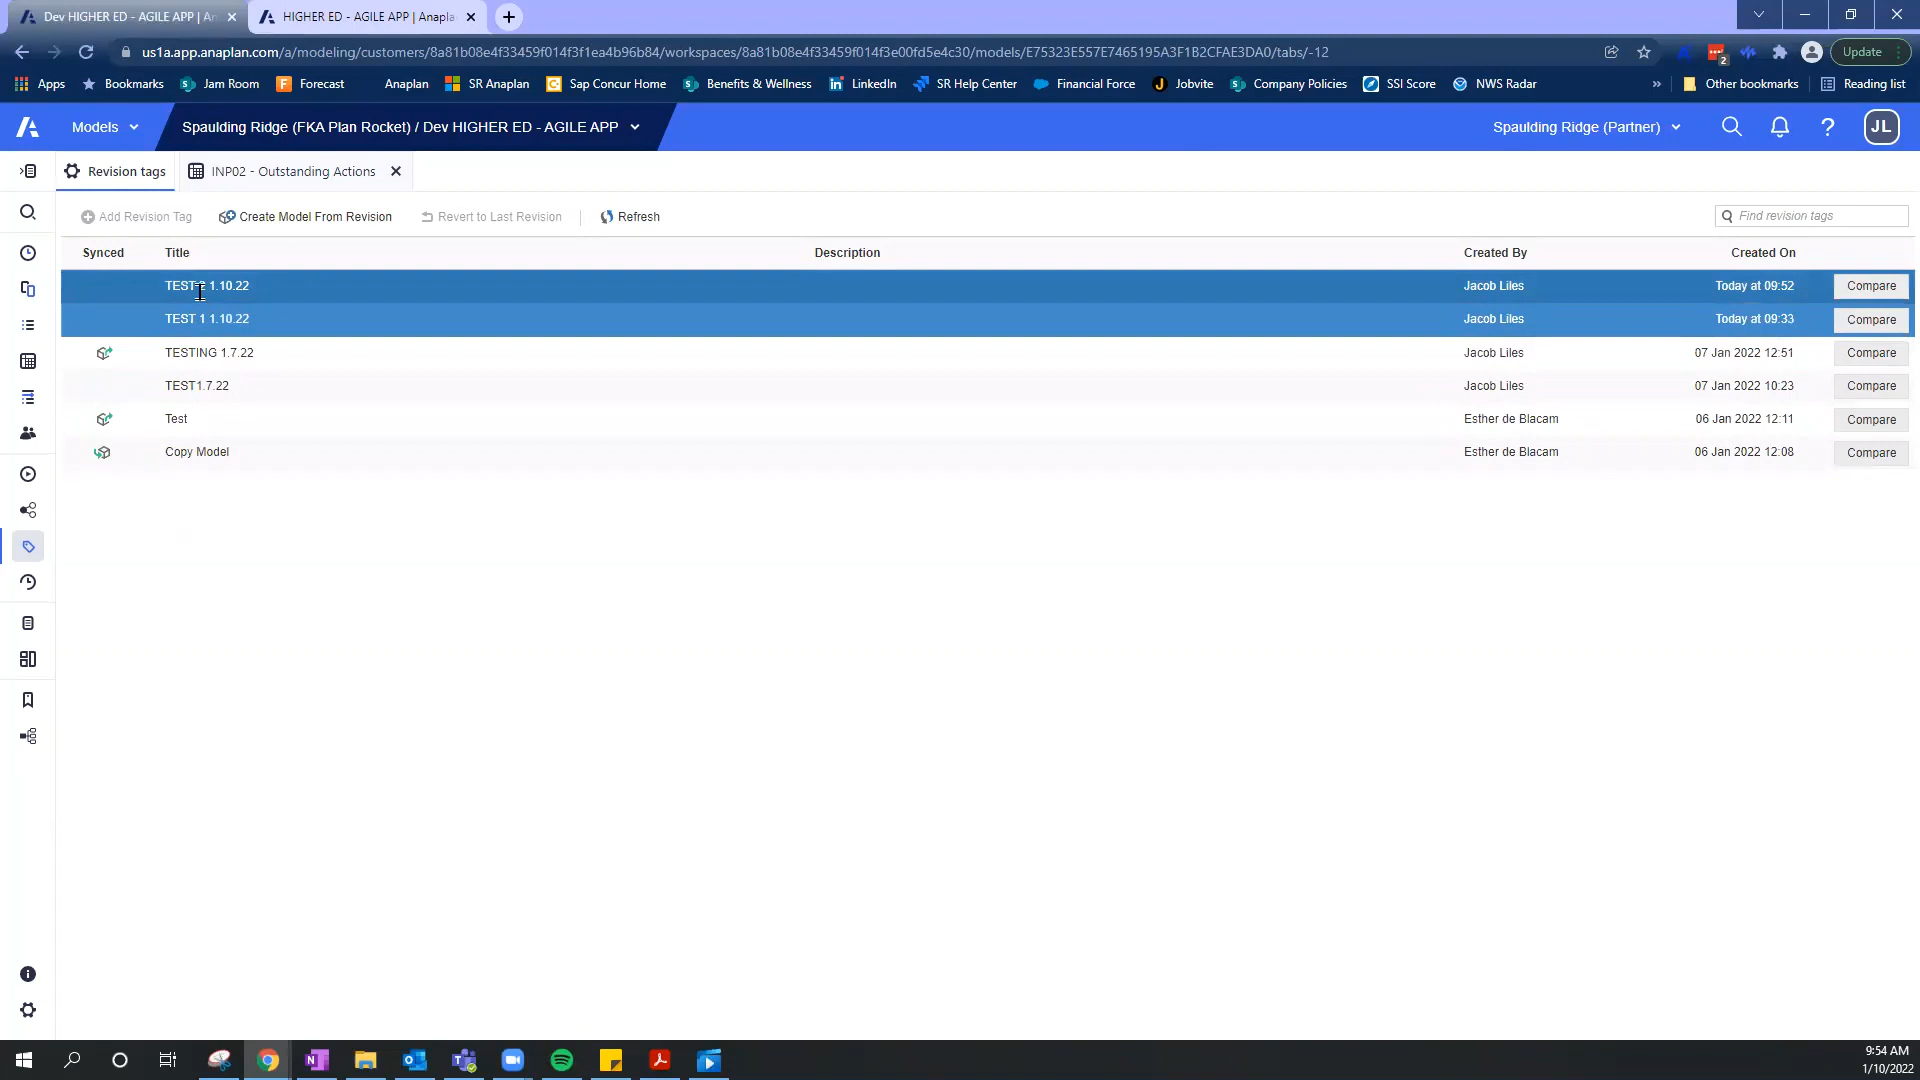 Dev HIGHER ED - AGILE APP | An
HIGHER ED - AGILE APP | Anapla
us1a.app.anaplan.com/a/modeling/customers/8a81b08e4f33459f014f3f1ea4b96b84/workspaces/8a81b08e4f33459f014f3e00fd5e4c30/models/E75323E557E7465195A3F1B2CFAE3DA0/tabs/-12
2
Update
Apps
Bookmarks
Jam Room
Forecast
Anaplan
SR Anaplan
Sap Concur Home
Benefits & Wellness
LinkedIn
SR Help Center
Financial Force
Jobvite
Company Policies
SSI Score
NWS Radar
»
Other bookmarks
Reading list
Models
Spaulding Ridge (FKA Plan Rocket) / Dev HIGHER ED - AGILE APP
Spaulding Ridge (Partner)
JL
Revision tags
INP02 - Outstanding Actions
Add Revision Tag
Create Model From Revision
Revert to Last Revision
Refresh
Find revision tags
Synced Title Description Created By Created On
TEST 1.10.22 Jacob Liles Today at 09:52 Compare
TEST 1 1.10.22 Jacob Liles Today at 09:33 Compare
TESTING 1.7.22 Jacob Liles 07 Jan 2022 12:51 Compare
TEST1.7.22 Jacob Liles 07 Jan 2022 10:23 Compare
Test Esther de Blacam 06 Jan 2022 12:11 Compare
Copy Model Esther de Blacam 06 Jan 2022 12:08 Compare
9:54 AM
1/10/2022